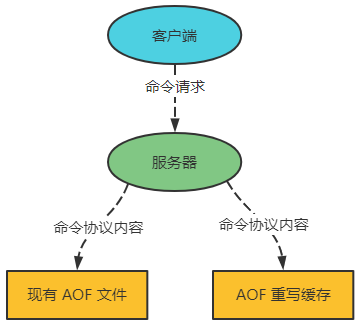 客户端
命令请求
服务器
命令协议内容
命令协议内容
现有 AOF 文件
AOF 重写缓存